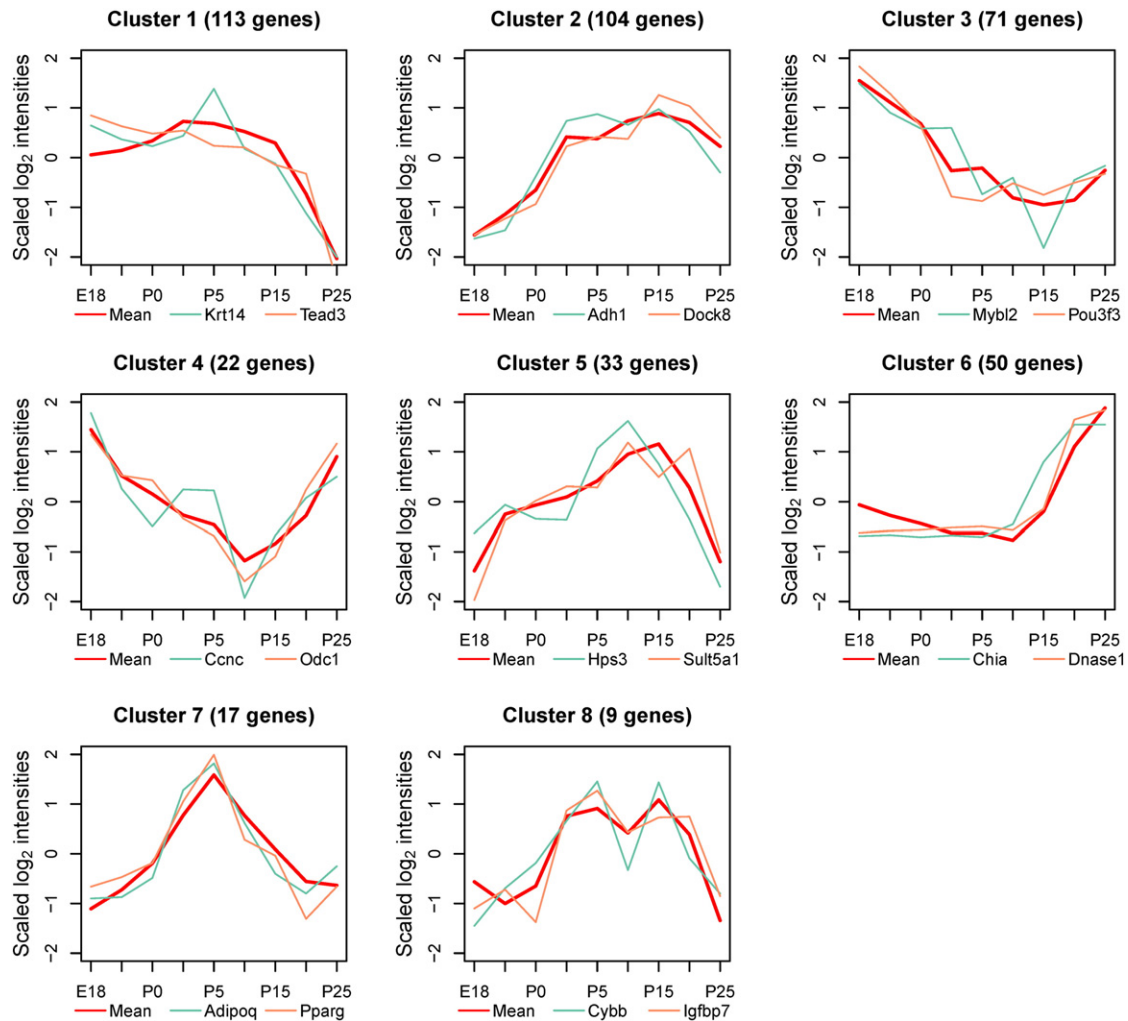 Cluster 1 (113 genes)
Scaled log₂ intensities
2
1
0
-1
-2
E18 P0 P5 P15 P25
Mean Krt14 Tead3
Cluster 2 (104 genes)
Scaled log₂ intensities
2
1
0
-1
-2
E18 P0 P5 P15 P25
Mean Adh1 Dock8
Cluster 3 (71 genes)
Scaled log₂ intensities
2
1
0
-1
-2
E18 P0 P5 P15 P25
Mean Mybl2 Pou3f3
Cluster 4 (22 genes)
Scaled log₂ intensities
2
1
0
-1
-2
E18 P0 P5 P15 P25
Mean Ccnc Odc1
Cluster 5 (33 genes)
Scaled log₂ intensities
2
1
0
-1
-2
E18 P0 P5 P15 P25
Mean Hps3 Sult5a1
Cluster 6 (50 genes)
Scaled log₂ intensities
2
1
0
-1
-2
E18 P0 P5 P15 P25
Mean Chia Dnase1
Cluster 7 (17 genes)
Scaled log₂ intensities
2
1
0
-1
-2
E18 P0 P5 P15 P25
Mean Adipoq Pparg
Cluster 8 (9 genes)
Scaled log₂ intensities
2
1
0
-1
-2
E18 P0 P5 P15 P25
Mean Cybb Igfbp7